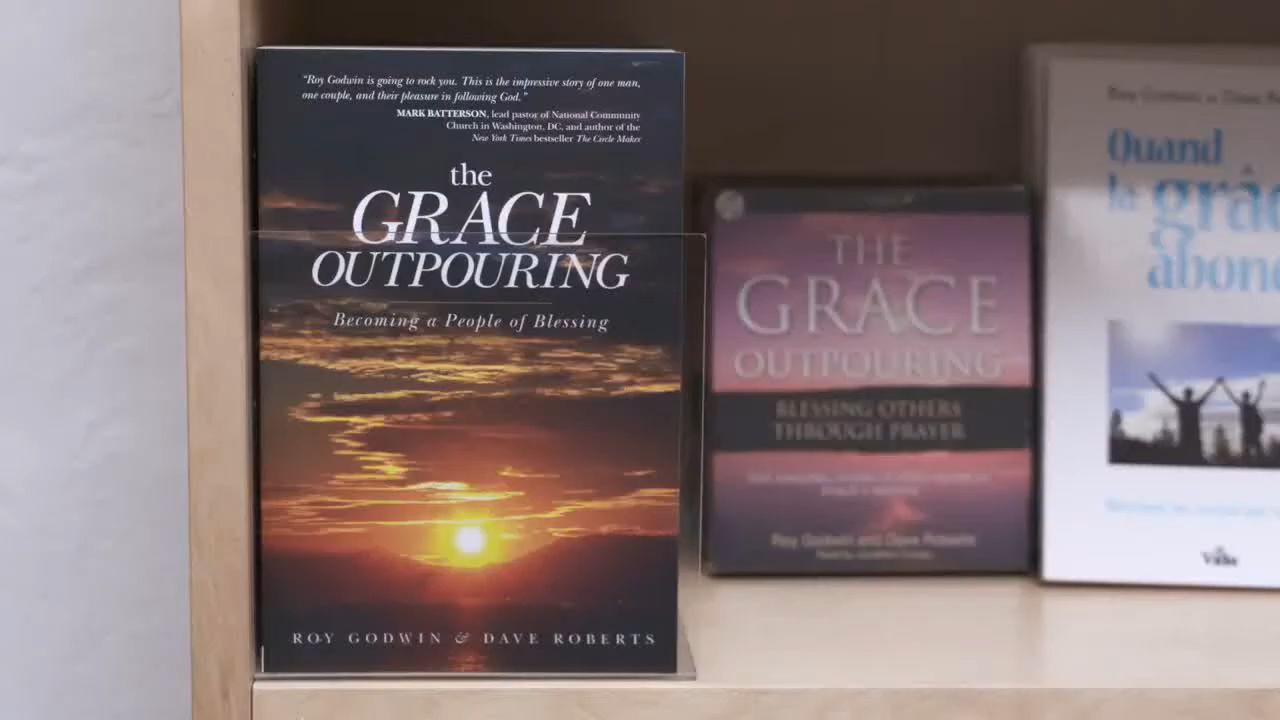 "Roy Godwin is going to rock you. This is the impressive story of one man,
one couple, and their pleasure in following God."
MARK BATTERSON, lead pastor of National Community
Church in Washington, DC, and author of the
New York Times bestseller The Circle Maker
the
GRACE
OUTPOURING
Becoming a People of Blessing
ROY GODWIN & DAVE ROBERTS
THE
GRACE
OUTPOURING
BLESSING OTHERS
THROUGH PRAYER
Roy Godwin and Dave Roberts
Roy Godwin
Quand
la